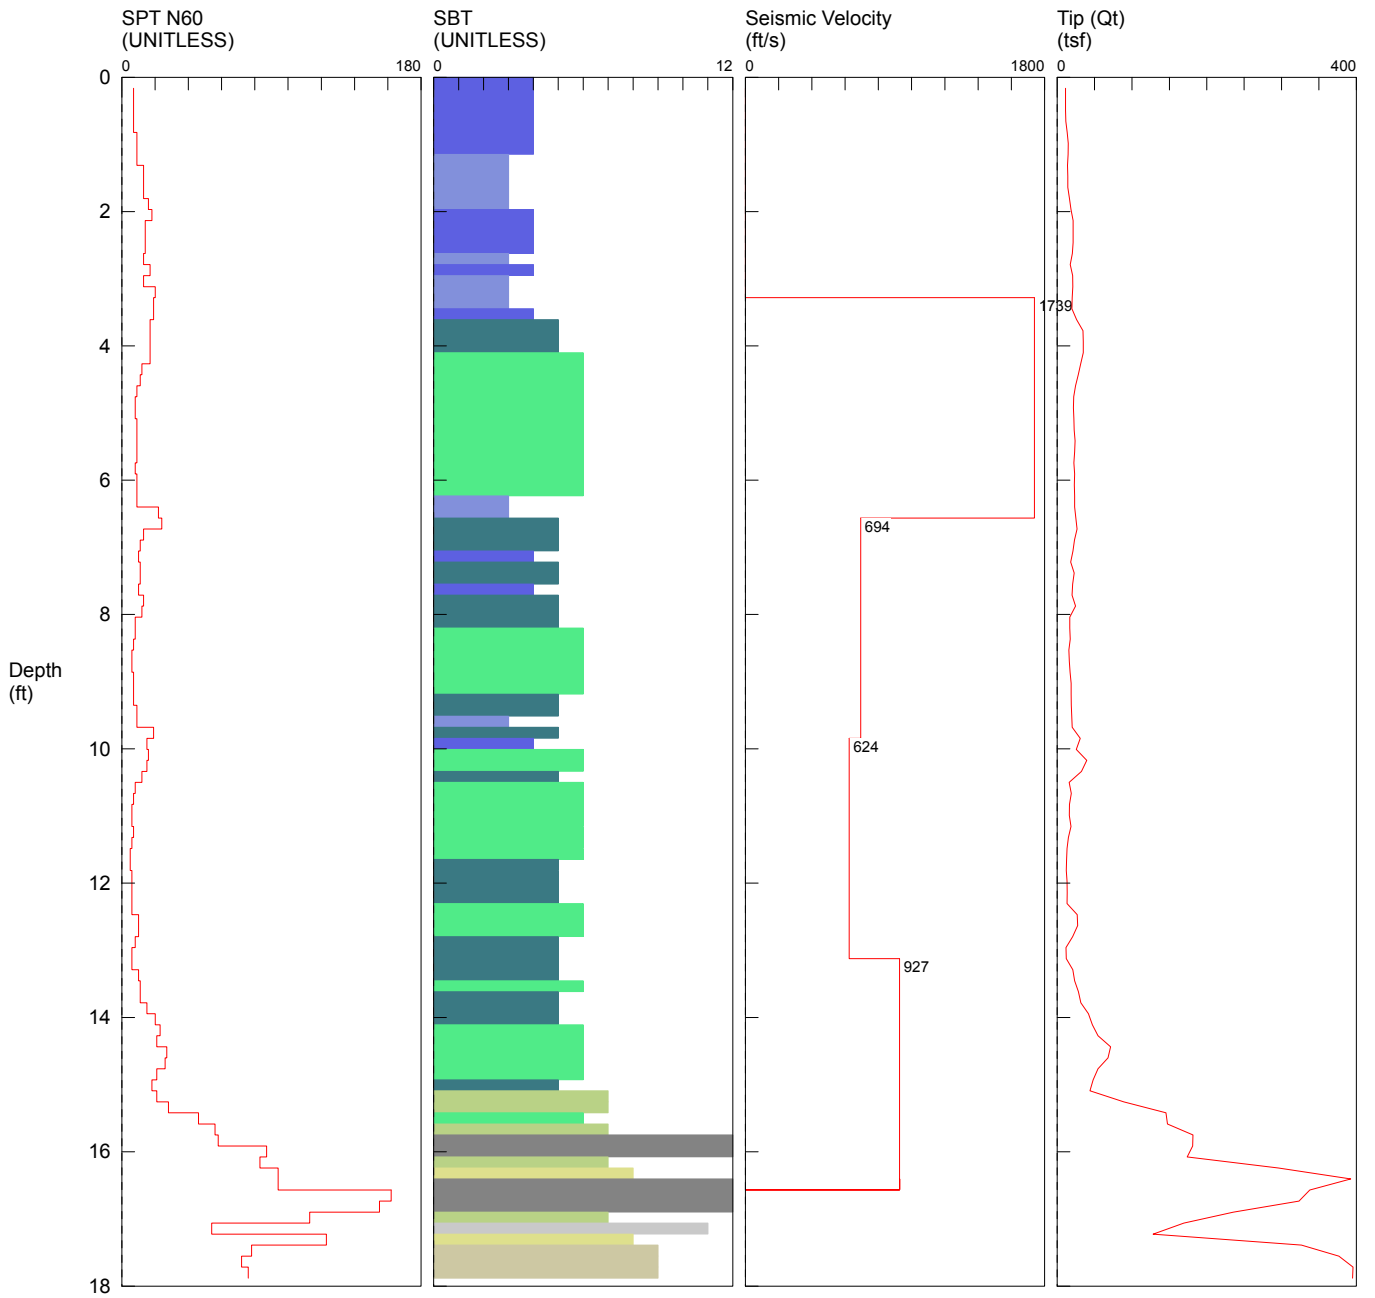 SPT N60
(UNITLESS)
SBT
(UNITLESS)
Seismic Velocity
(ft/s)
Tip (Qt)
(tsf)
0 180 0 12 0 1800 0 400
0
2
1739
4
6
694
8
Depth
(ft)
10
624
12
927
14
16
18